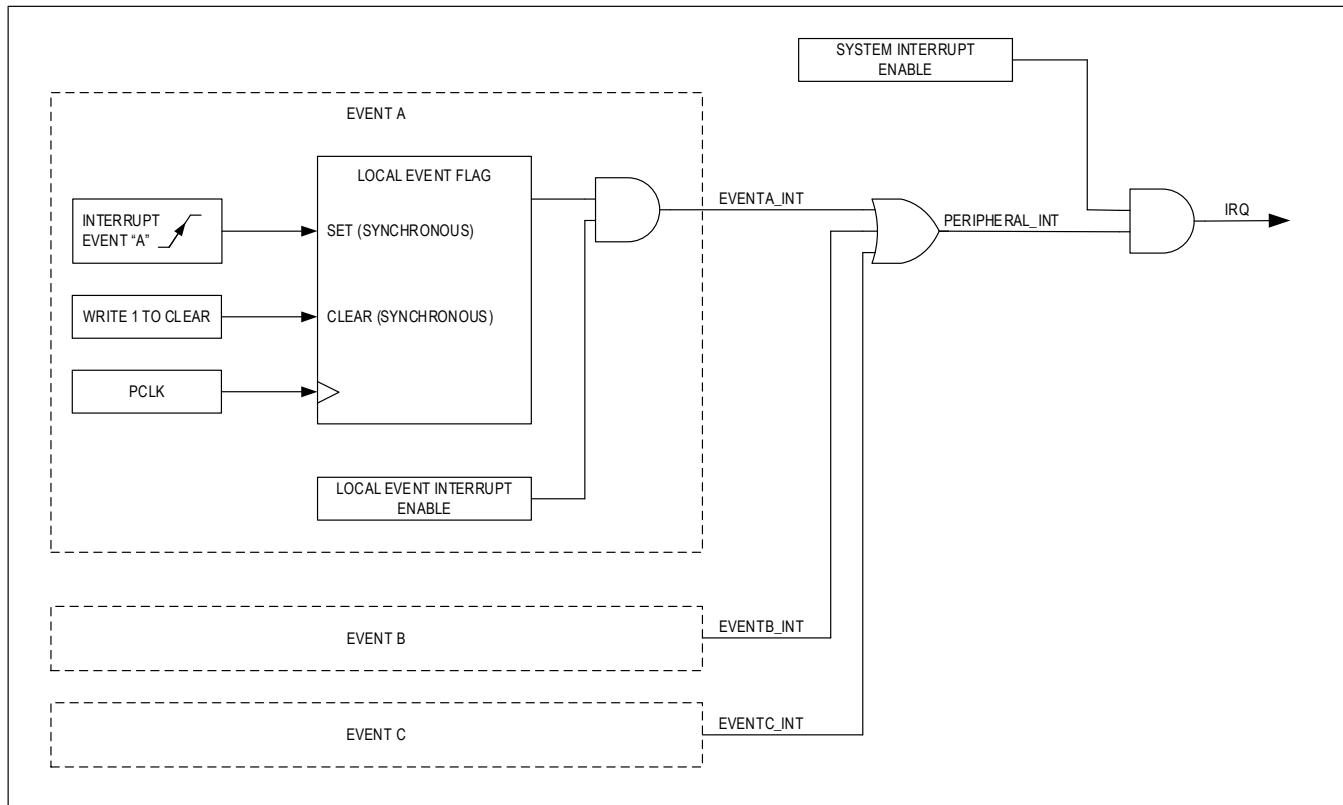 SYSTEM INTERRUPT
ENABLE
EVENT A
LOCAL EVENT FLAG
INTERRUPT
EVENT “A”
SET (SYNCHRONOUS)
WRITE 1 TO CLEAR
CLEAR (SYNCHRONOUS)
PCLK
LOCAL EVENT INTERRUPT
ENABLE
EVENTA_INT
PERIPHERAL_INT
IRQ
EVENT B
EVENTB_INT
EVENT C
EVENTC_INT